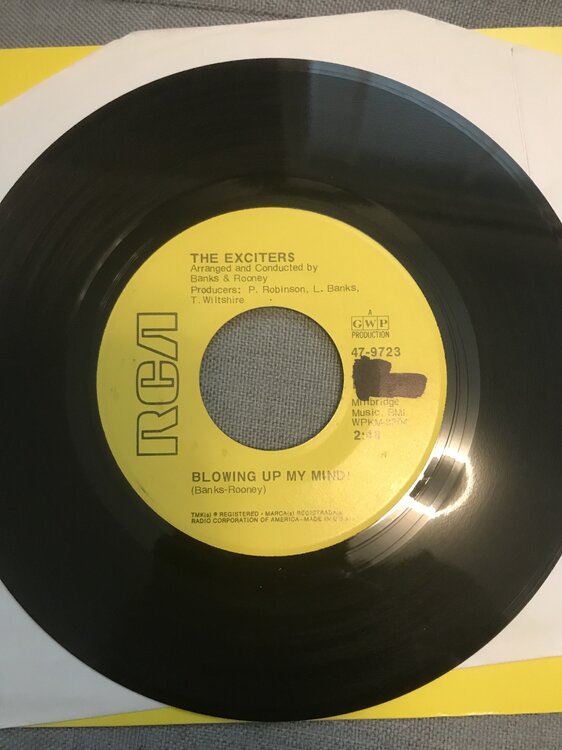 THE EXCITERS
Arranged and Conducted by
Banks & Rooney
Producers: P. Robinson, L. Banks,
T. Wiltshire
A
GWP
PRODUCTION
47-9723
Millbridge
Music, BMI
RCA
BLOWING UP MY MIND!
(Banks-Rooney)
TMK(s) ® REGISTERED • MARCA(s) REGISTRADA(s)
RADIO CORPORATION OF AMERICA - MADE IN U.S.A.